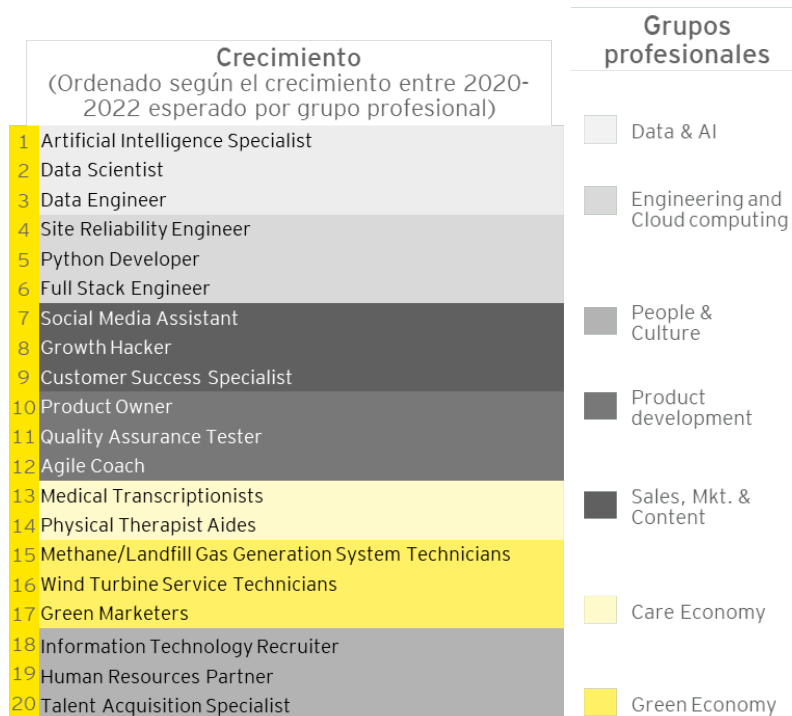 Crecimiento
(Ordenado según el crecimiento entre 2020-
2022 esperado por grupo profesional)
1 Artificial Intelligence Specialist
2 Data Scientist
3 Data Engineer
4 Site Reliability Engineer
5 Python Developer
6 Full Stack Engineer
7 Social Media Assistant
8 Growth Hacker
9 Customer Success Specialist
10 Product Owner
11 Quality Assurance Tester
12 Agile Coach
13 Medical Transcriptionists
14 Physical Therapist Aides
15 Methane/Landfill Gas Generation System Technicians
16 Wind Turbine Service Technicians
17 Green Marketers
18 Information Technology Recruiter
19 Human Resources Partner
20 Talent Acquisition Specialist
Grupos
profesionales
Data & AI
Engineering and
Cloud computing
People &
Culture
Product
development
Sales, Mkt. &
Content
Care Economy
Green Economy